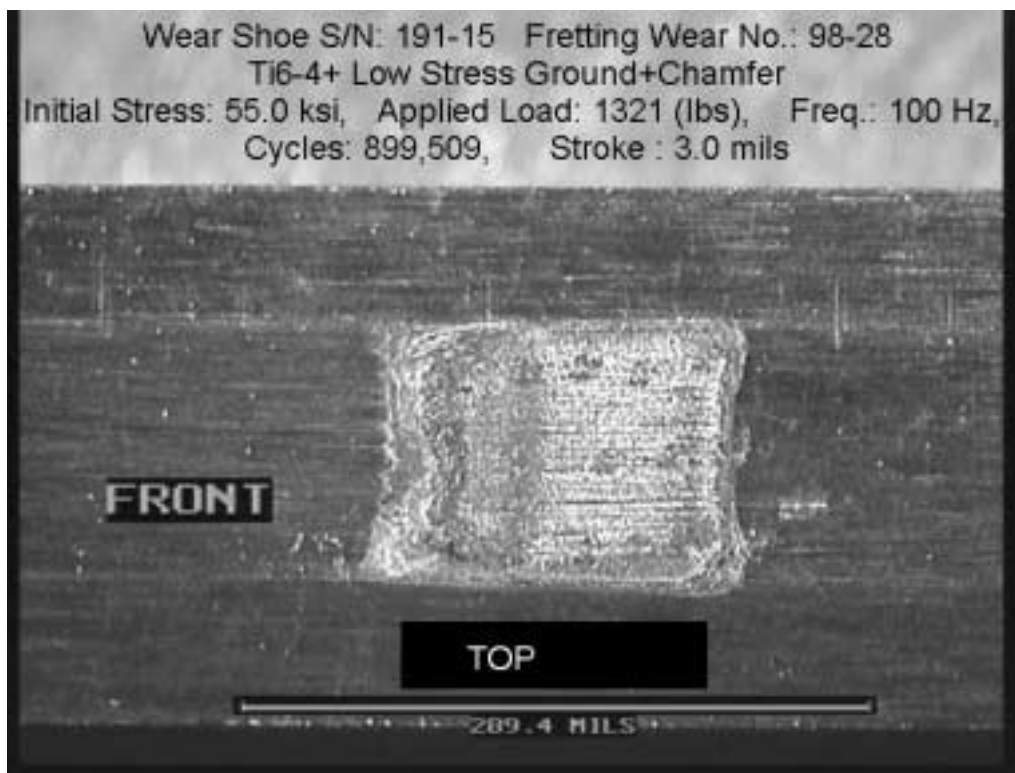 Wear Shoe S/N: 191-15 Fretting Wear No.: 98-28
Ti6-4+ Low Stress Ground+Chamfer
Initial Stress: 55.0 ksi, Applied Load: 1321 (lbs), Freq.: 100 Hz,
Cycles: 899,509, Stroke : 3.0 mils
FRONT
TOP
289.4 MILS